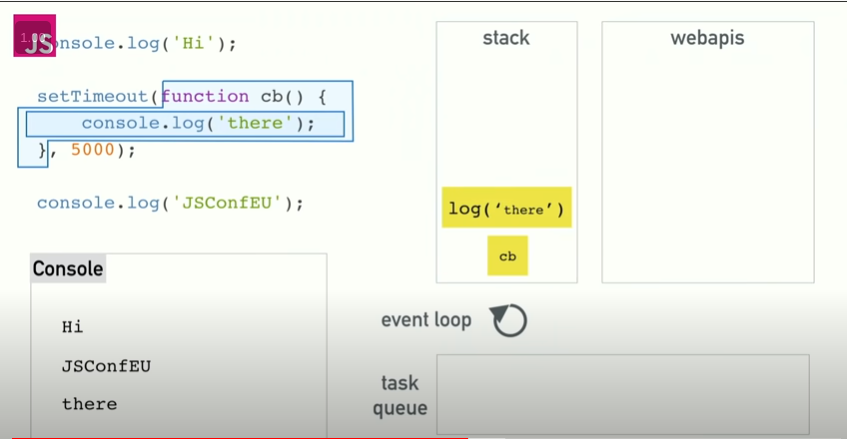 JS
console.log('Hi');
setTimeout(function cb() {
console.log('there');
}, 5000);
console.log('JSConfEU');
Console
Hi
JSConfEU
there
stack
webapis
log('there')
cb
event loop
task
queue